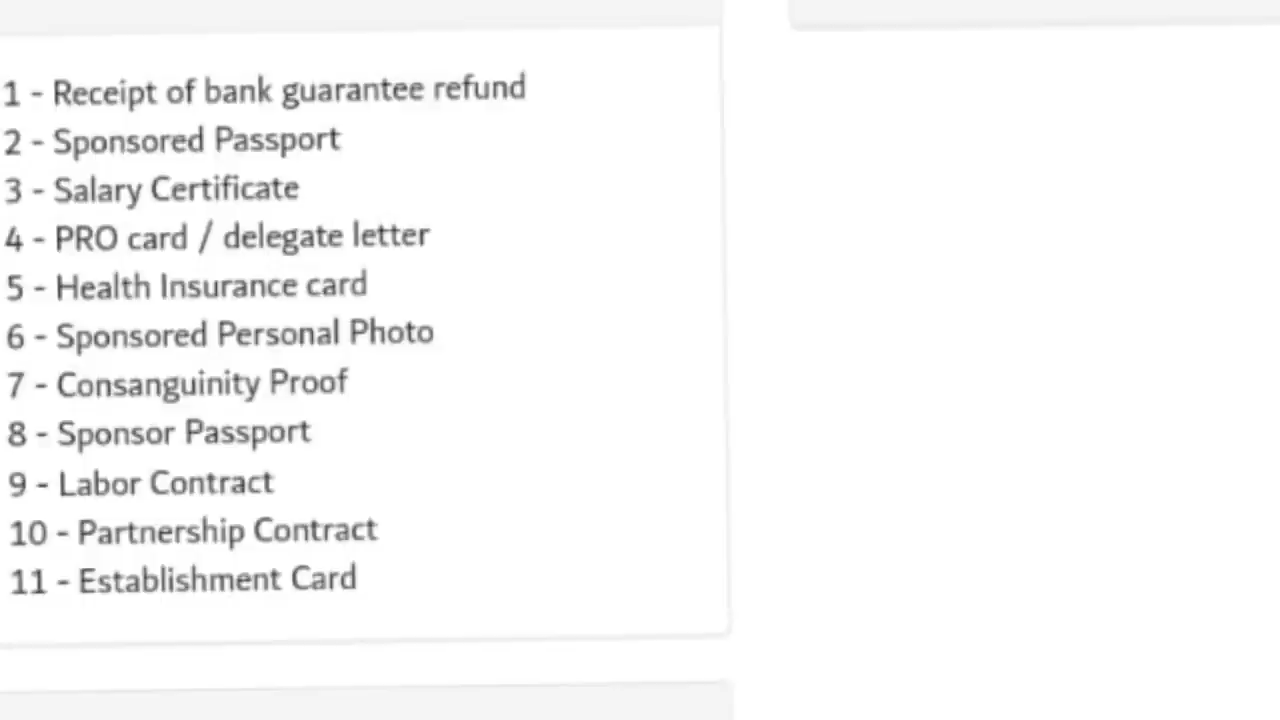 1 - Receipt of bank guarantee refund
2 - Sponsored Passport
3 - Salary Certificate
4 - PRO card / delegate letter
5 - Health Insurance card
6 - Sponsored Personal Photo
7 - Consanguinity Proof
8 - Sponsor Passport
9 - Labor Contract
10 - Partnership Contract
11 - Establishment Card